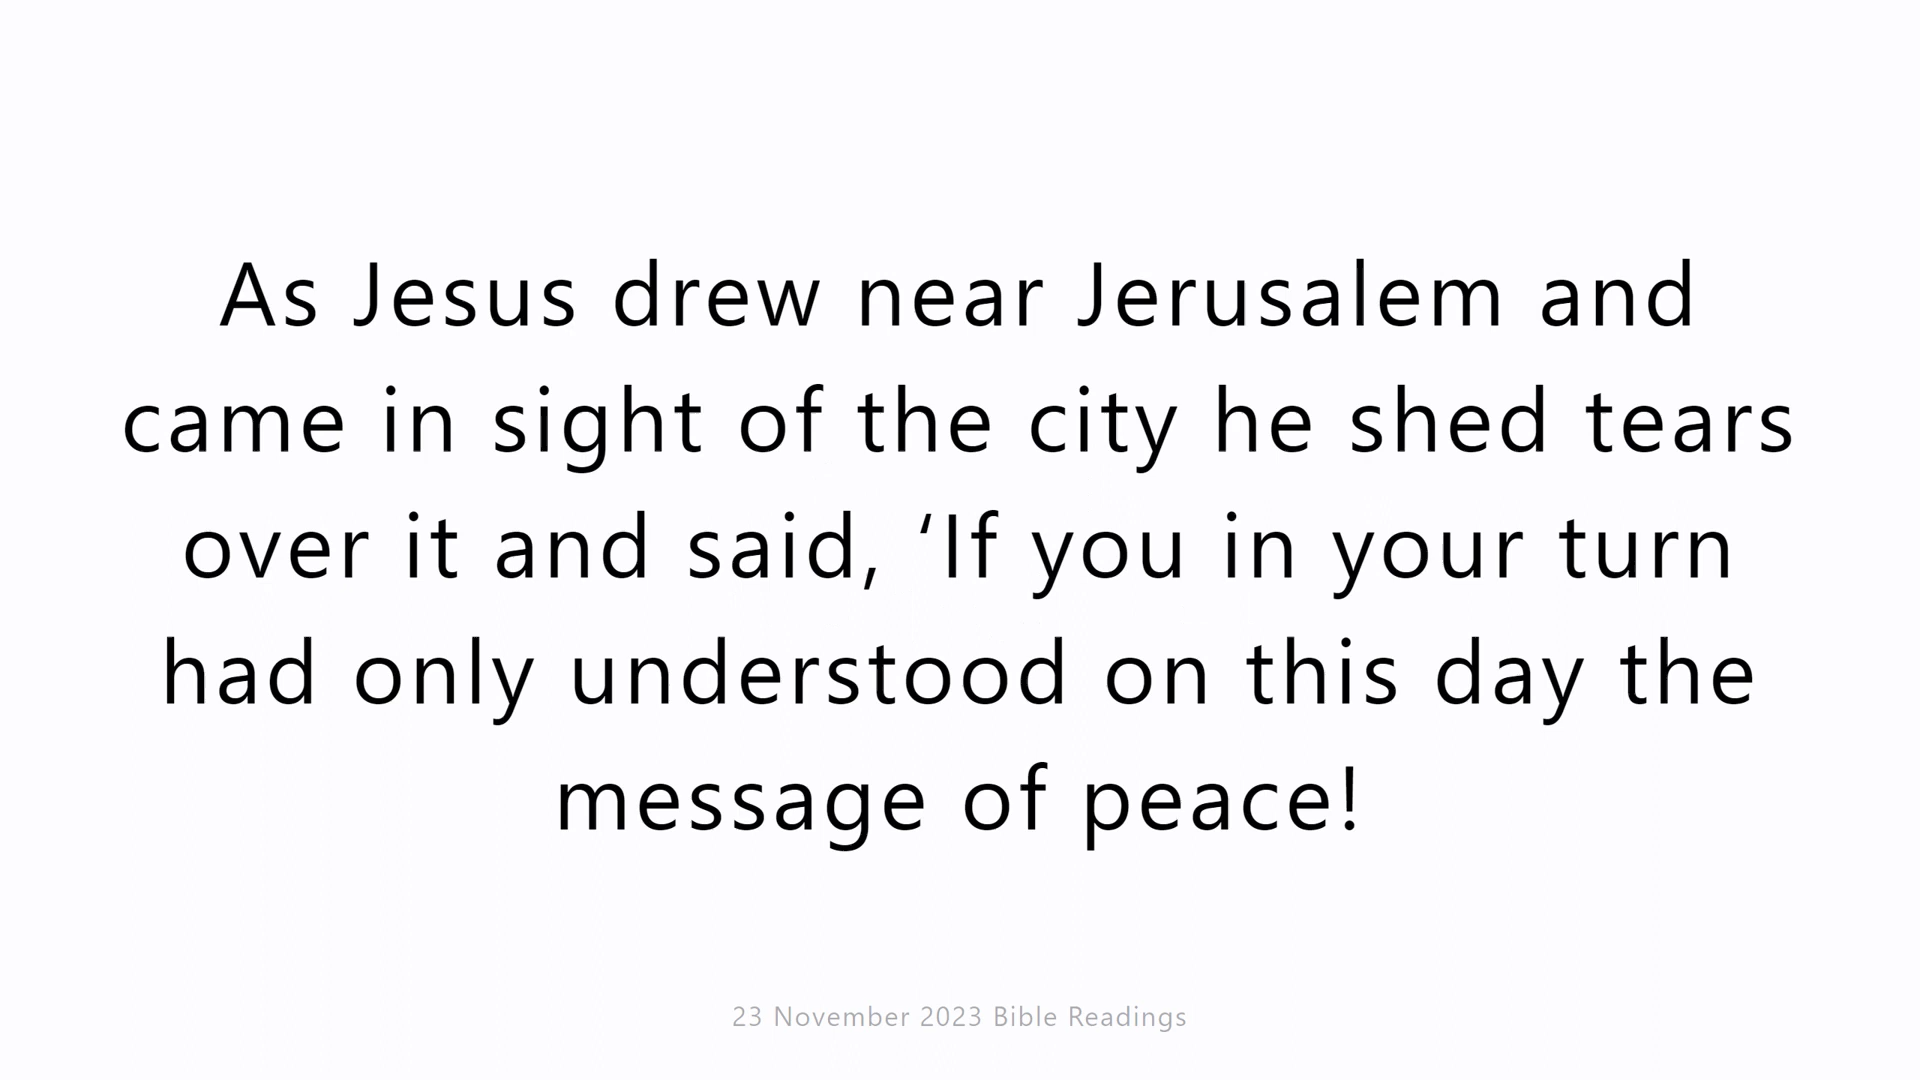 As Jesus drew near Jerusalem and
came in sight of the city he shed tears
over it and said, ‘If you in your turn
had only understood on this day the
message of peace!
23 November 2023 Bible Readings